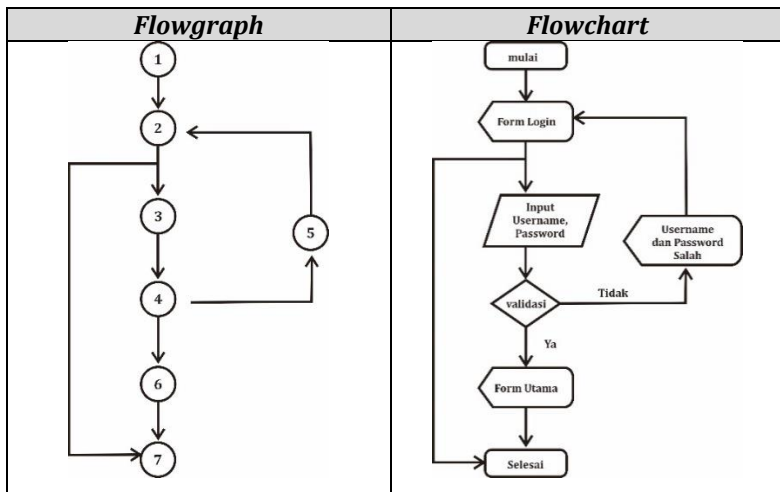 Flowgraph
Flowchart
1
2
3
4
5
6
7
mulai
Form Login
Input
Username,
Password
Username
dan Password
Salah
validasi
Tidak
Ya
Form Utama
Selesai